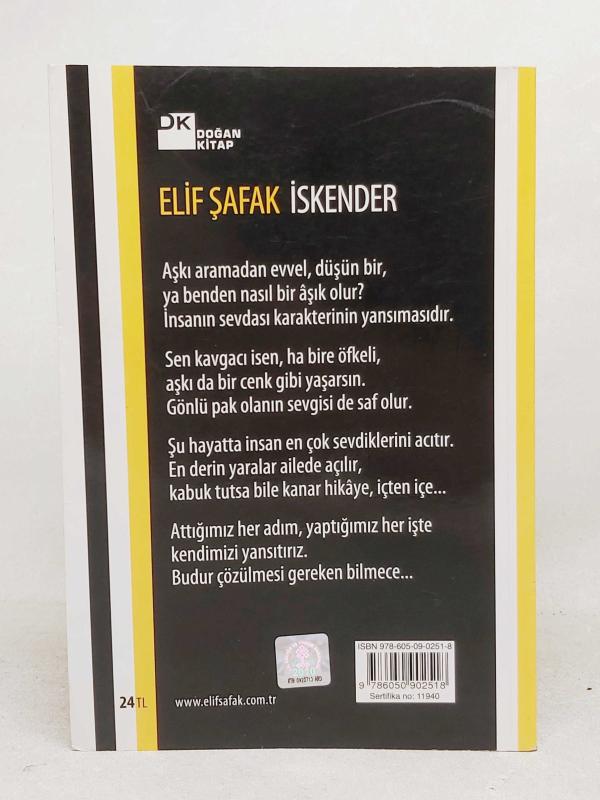 DK
DOĞAN
KİTAP
ELİF ŞAFAK İSKENDER
Aşkı aramadan evvel, düşün bir,
ya benden nasıl bir âşık olur?
İnsanın sevdası karakterinin yansımasıdır.
Sen kavgacı isen, ha bire öfkeli,
aşkı da bir cenk gibi yaşarsın.
Gönlü pak olanın sevgisi de saf olur.
Şu hayatta insan en çok sevdiklerini acıtır.
En derin yaralar ailede açılır,
kabuk tutsa bile kanar hikâye, içten içe...
Attığımız her adım, yaptığımız her işte
kendimizi yansıtırız.
Budur çözülmesi gereken bilmece...
ISBN 978-605-09-0251-8
9 786050 902518
Sertifika no: 11940
24 TL
www.elifsafak.com.tr